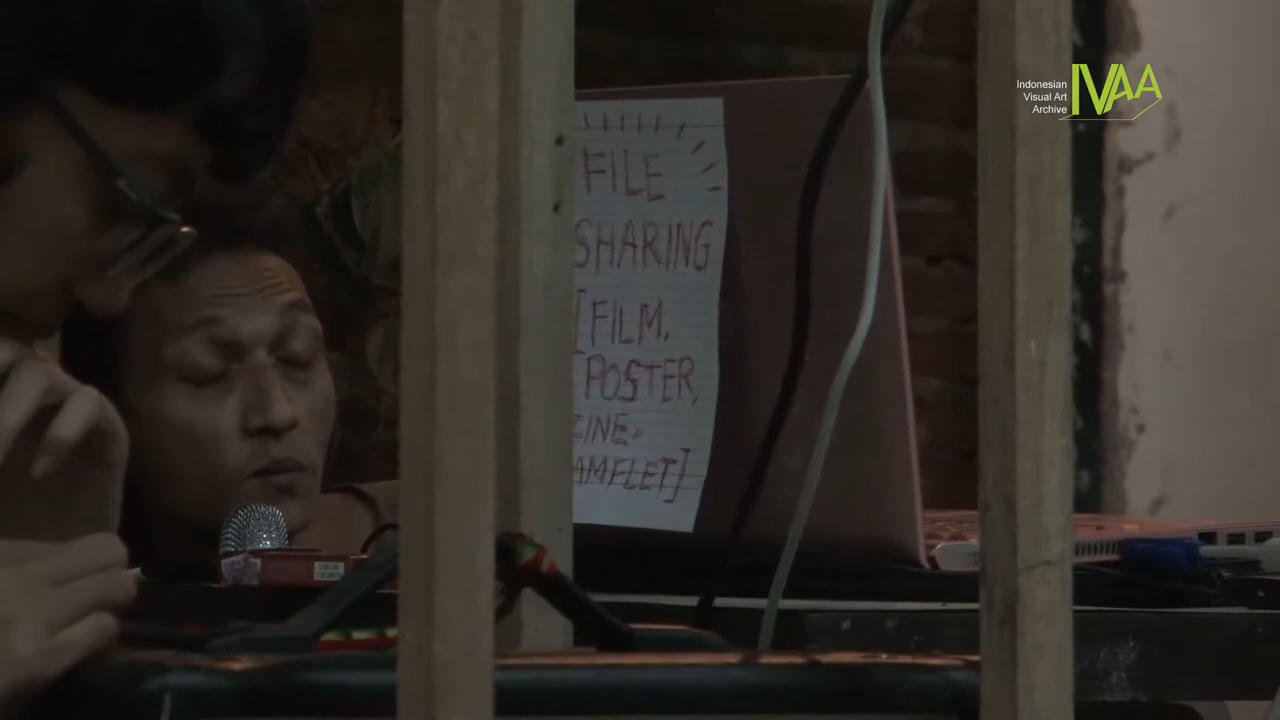 FILE
SHARING
[FILM,
POSTER,
ZINE.
AMFLET]
Indonesian
Visual Art
Archive
IVAA